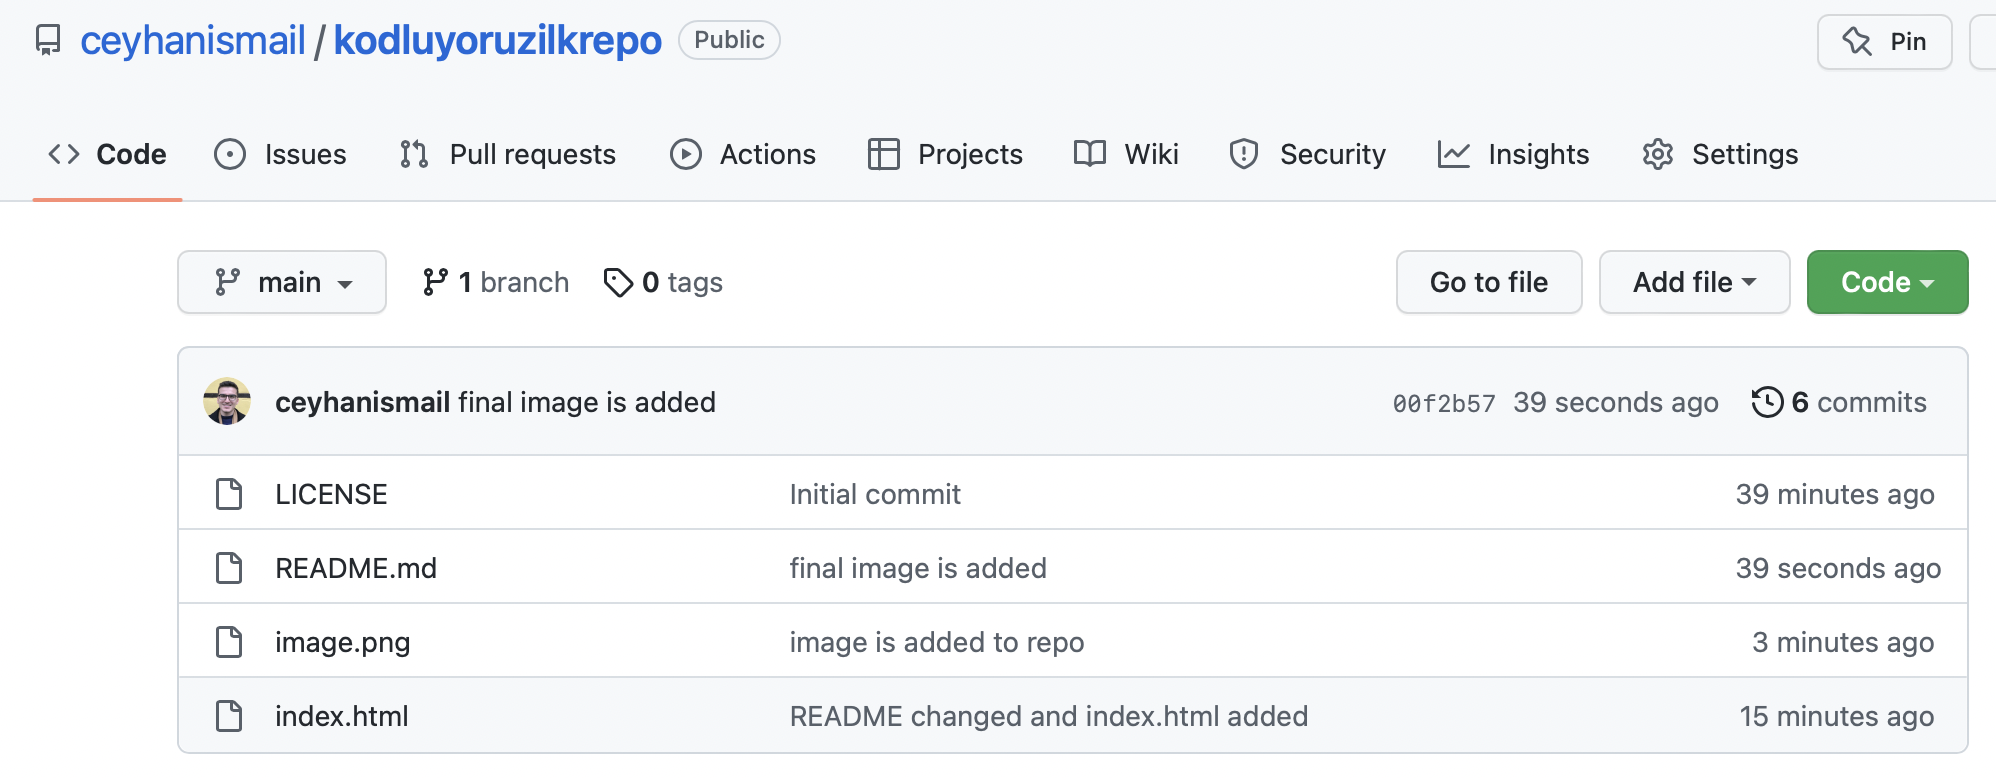 ceyhanismail / kodluyoruzilkrepo Public Pin
Code Issues Pull requests Actions Projects Wiki Security Insights Settings
main 1 branch 0 tags Go to file Add file Code
ceyhanismail final image is added 00f2b57 39 seconds ago 6 commits
LICENSE Initial commit 39 minutes ago
README.md final image is added 39 seconds ago
image.png image is added to repo 3 minutes ago
index.html README changed and index.html added 15 minutes ago